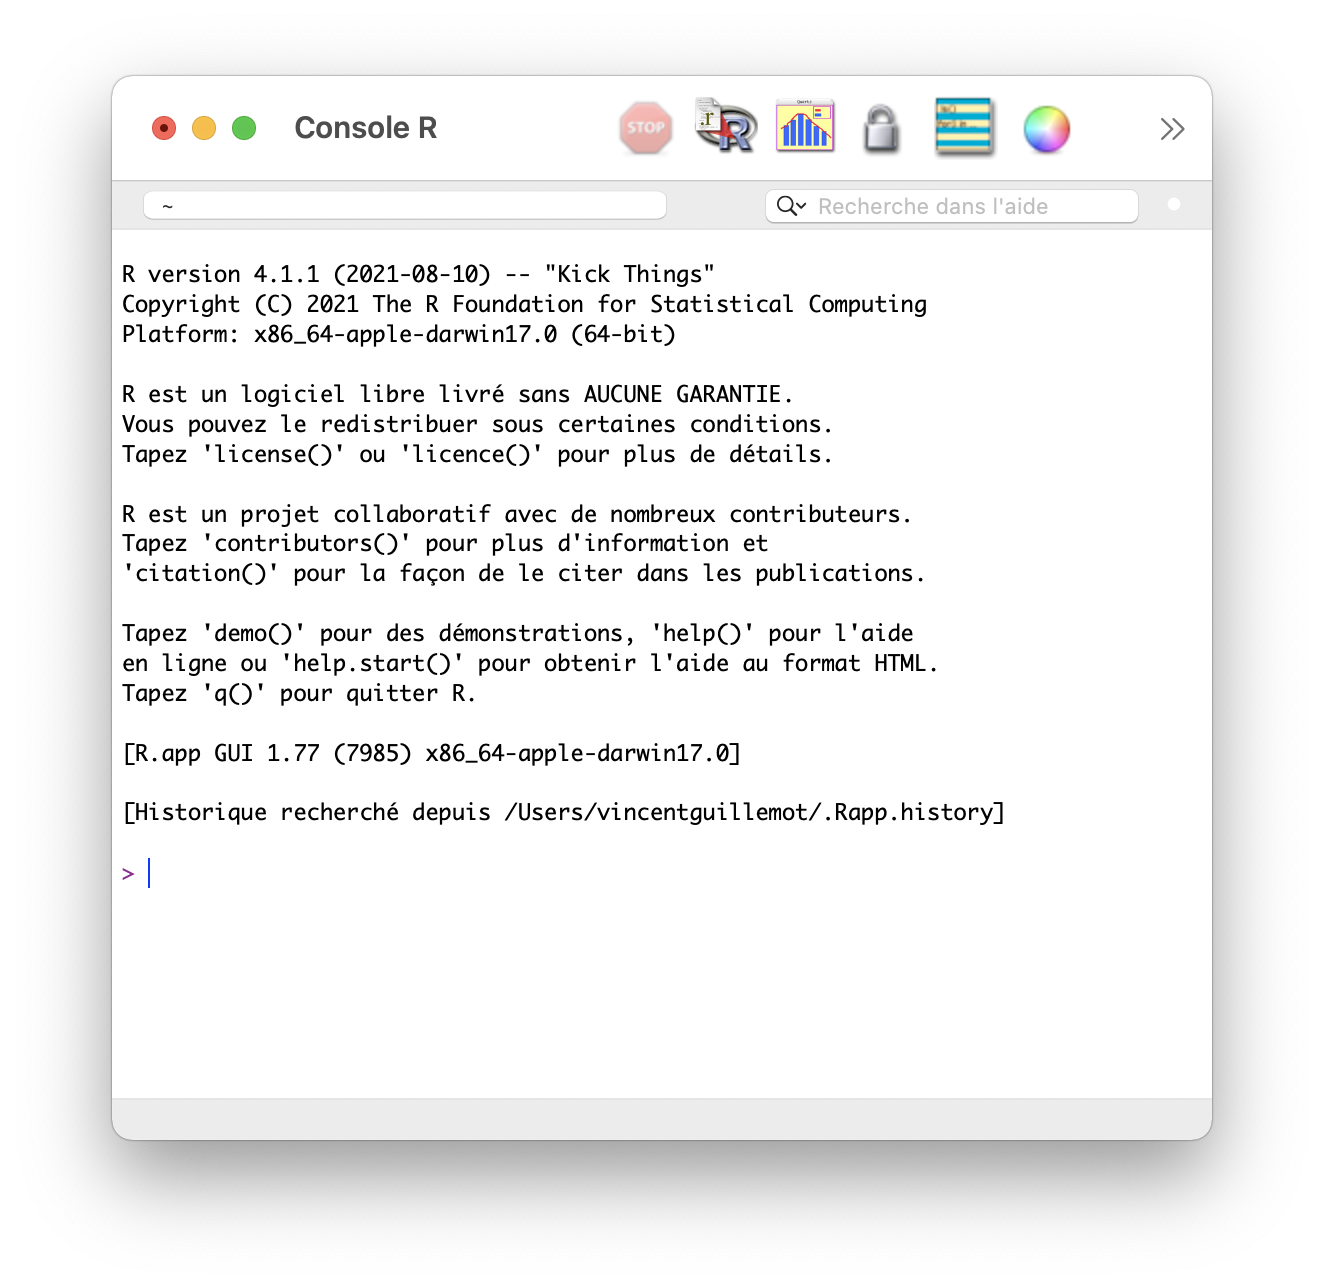 Console R
STOP
~
Recherche dans l'aide
R version 4.1.1 (2021-08-10) -- "Kick Things"
Copyright (C) 2021 The R Foundation for Statistical Computing
Platform: x86_64-apple-darwin17.0 (64-bit)
R est un logiciel libre livré sans AUCUNE GARANTIE.
Vous pouvez le redistribuer sous certaines conditions.
Tapez 'license()' ou 'licence()' pour plus de détails.
R est un projet collaboratif avec de nombreux contributeurs.
Tapez 'contributors()' pour plus d'information et
'citation()' pour la façon de le citer dans les publications.
Tapez 'demo()' pour des démonstrations, 'help()' pour l'aide
en ligne ou 'help.start()' pour obtenir l'aide au format HTML.
Tapez 'q()' pour quitter R.
[R.app GUI 1.77 (7985) x86_64-apple-darwin17.0]
[Historique recherché depuis /Users/vincentguillemot/.Rapp.history]
>